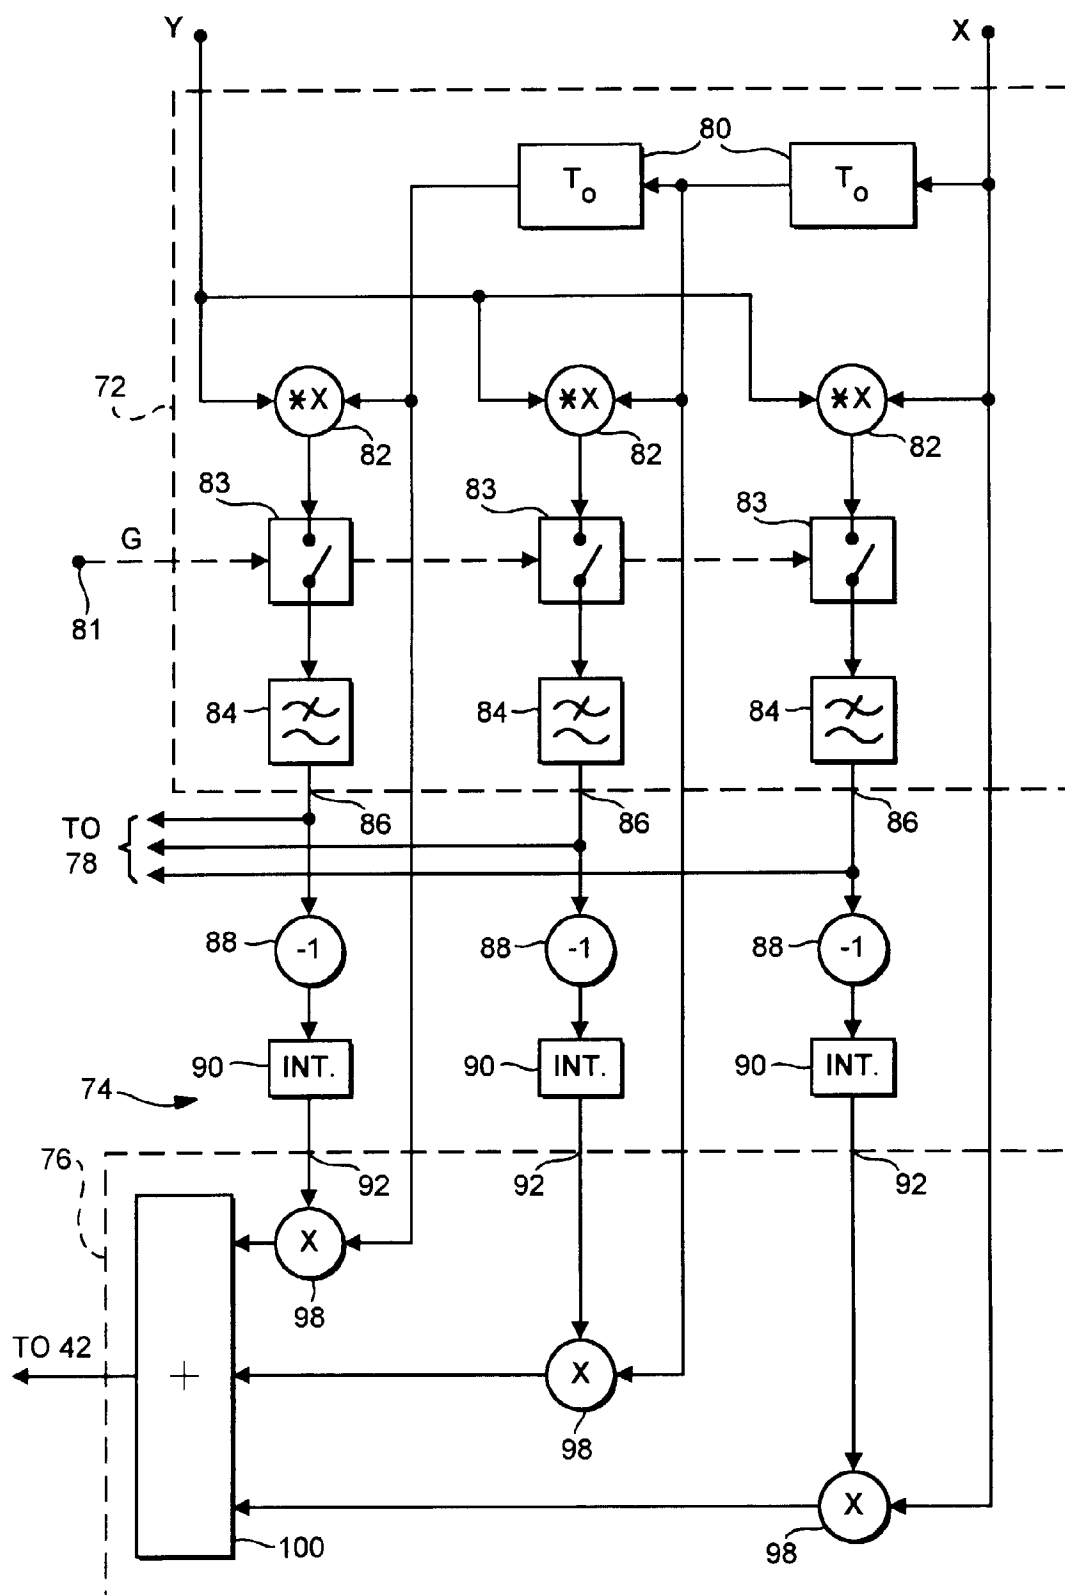 Y X
80
To To
72
*X *X *X
82 82 82
83 83 83
G
81
84 84 84
86 86 86
TO
78
88 -1 88 -1 88 -1
90 INT. 90 INT. 90 INT.
74
76
92 92 92
X
98
TO 42
+
X
98
X
100
98